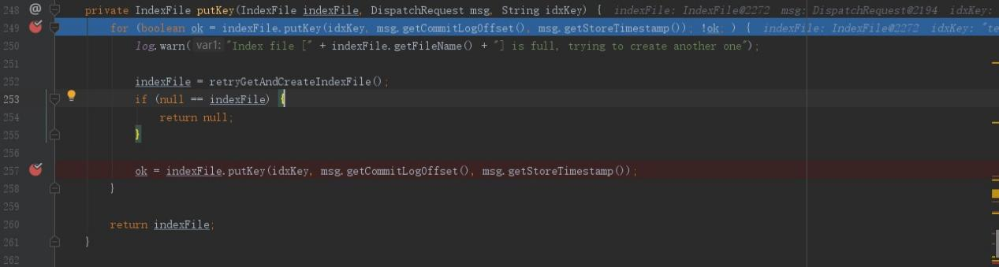 248 @ private IndexFile putKey(IndexFile indexFile, DispatchRequest msg, String idxKey) { indexFile: IndexFile@2272 msg: DispatchRequest@2194 idxKey:
249 for (boolean ok = indexFile.putKey(idxKey, msg.getCommitLogOffset(), msg.getStoreTimestamp()); !ok; ) { indexFile: IndexFile@2272 idxKey: "te
250 log.warn( var1: "Index file [" + indexFile.getFileName() + "] is full, trying to create another one");
251
252 indexFile = retryGetAndCreateIndexFile();
253 if (null == indexFile) {
254 return null;
255 }
256
257 ok = indexFile.putKey(idxKey, msg.getCommitLogOffset(), msg.getStoreTimestamp());
258 }
259
260 return indexFile;
261 }
262